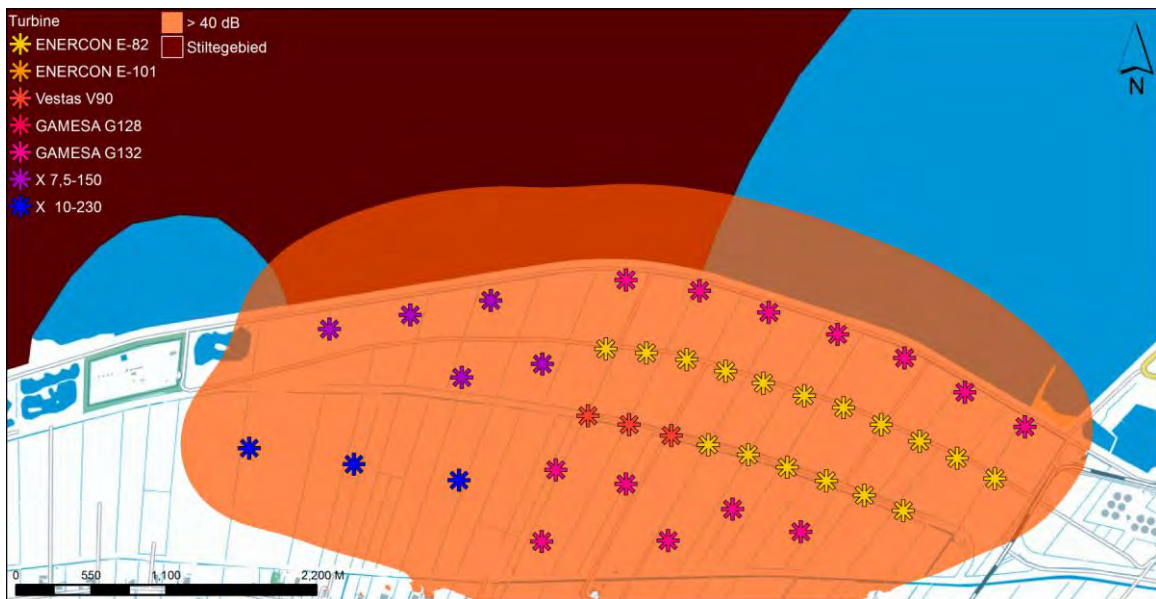 Turbine
ENERCON E-82
ENERCON E-101
Vestas V90
GAMESA G128
GAMESA G132
X 7,5-150
X 10-230
> 40 dB
Stiltegebied
N
0 550 1,100 2,200 M